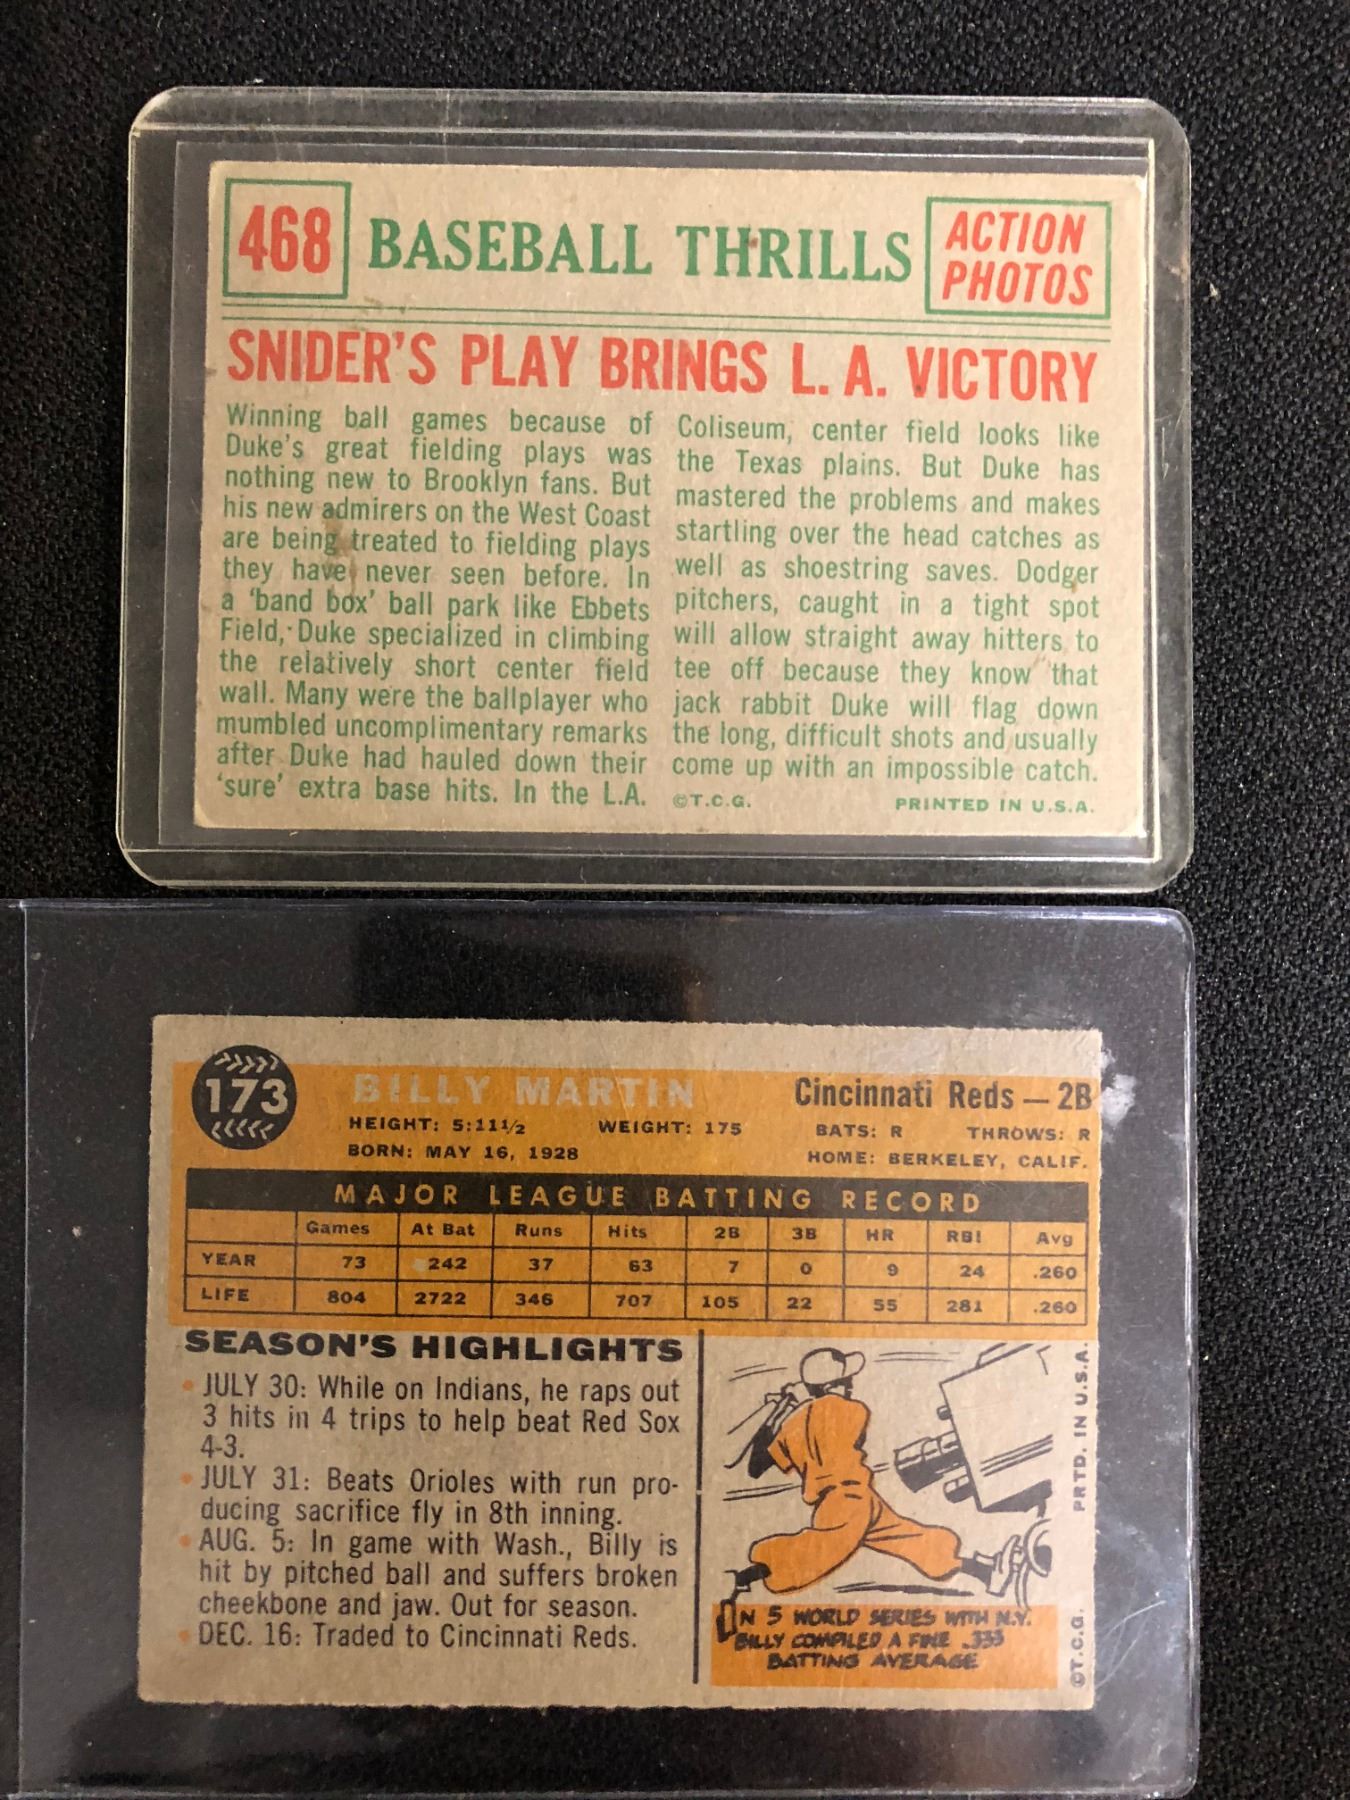 468
BASEBALL THRILLS
ACTION
PHOTOS
SNIDER'S PLAY BRINGS L. A. VICTORY
Winning ball games because of
Duke's great fielding plays was
nothing new to Brooklyn fans. But
his new admirers on the West Coast
are being treated to fielding plays
they have never seen before. In
a 'band box' ball park like Ebbets
Field, Duke specialized in climbing
the relatively short center field
wall. Many were the ballplayer who
mumbled uncomplimentary remarks
after Duke had hauled down their
'sure' extra base hits. In the L.A.
Coliseum, center field looks like
the Texas plains. But Duke has
mastered the problems and makes
startling over the head catches as
well as shoestring saves. Dodger
pitchers, caught in a tight spot
will allow straight away hitters to
tee off because they know that
jack rabbit Duke will flag down
the long, difficult shots and usually
come up with an impossible catch.
©T.C.G. PRINTED IN U.S.A.
173
BILLY MARTIN
Cincinnati Reds — 2B
HEIGHT: 5:11½ WEIGHT: 175 BATS: R THROWS: R
BORN: MAY 16, 1928 HOME: BERKELEY, CALIF.
MAJOR LEAGUE BATTING RECORD
Games At Bat Runs Hits 2B 3B HR RBI Avg
YEAR 73 242 37 63 7 0 9 24 .260
LIFE 804 2722 346 707 105 22 55 281 .260
SEASON'S HIGHLIGHTS
• JULY 30: While on Indians, he raps out
3 hits in 4 trips to help beat Red Sox
4-3.
• JULY 31: Beats Orioles with run pro-
ducing sacrifice fly in 8th inning.
• AUG. 5: In game with Wash., Billy is
hit by pitched ball and suffers broken
cheekbone and jaw. Out for season.
• DEC. 16: Traded to Cincinnati Reds.
IN 5 WORLD SERIES WITH N.Y.
BILLY COMPILED A FINE .333
BATTING AVERAGE
©T.C.G. PRTD. IN U.S.A.